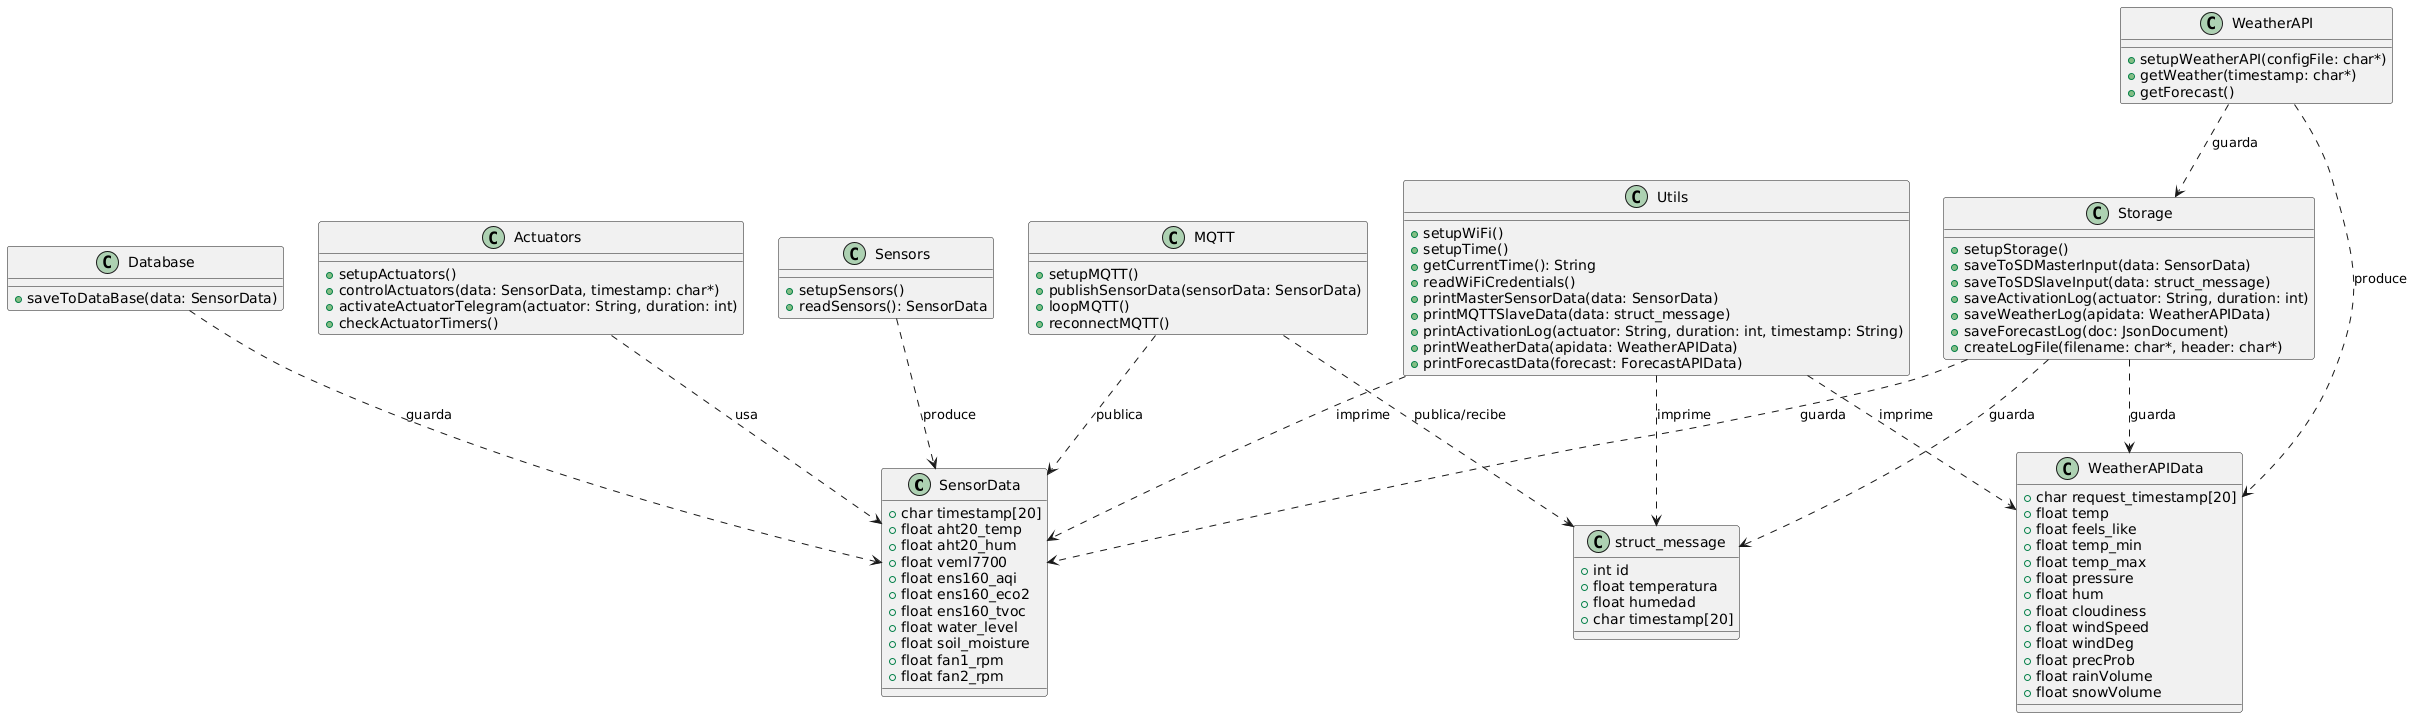 WeatherAPI
setupWeatherAPI(configFile: char*)
getWeather(timestamp: char*)
getForecast()
guarda
produce
Database
saveToDataBase(data: SensorData)
Actuators
setupActuators()
controlActuators(data: SensorData, timestamp: char*)
activateActuatorTelegram(actuator: String, duration: int)
checkActuatorTimers()
Sensors
setupSensors()
readSensors(): SensorData
MQTT
setupMQTT()
publishSensorData(sensorData: SensorData)
loopMQTT()
reconnectMQTT()
Utils
setupWiFi()
setupTime()
getCurrentTime(): String
readWiFiCredentials()
printMasterSensorData(data: SensorData)
printMQTTSlaveData(data: struct_message)
printActivationLog(actuator: String, duration: int, timestamp: String)
printWeatherData(apidata: WeatherAPIData)
printForecastData(forecast: ForecastAPIData)
Storage
setupStorage()
saveToSDMasterInput(data: SensorData)
saveToSDSlaveInput(data: struct_message)
saveActivationLog(actuator: String, duration: int)
saveWeatherLog(apidata: WeatherAPIData)
saveForecastLog(doc: JsonDocument)
createLogFile(filename: char*, header: char*)
guarda
usa
produce
publica
imprime
publica/recibe
imprime
guarda
imprime
guarda
guarda
SensorData
char timestamp[20]
float aht20_temp
float aht20_hum
float veml7700
float ens160_aqi
float ens160_eco2
float ens160_tvoc
float water_level
float soil_moisture
float fan1_rpm
float fan2_rpm
struct_message
int id
float temperatura
float humedad
char timestamp[20]
WeatherAPIData
char request_timestamp[20]
float temp
float feels_like
float temp_min
float temp_max
float pressure
float hum
float cloudiness
float windSpeed
float windDeg
float precProb
float rainVolume
float snowVolume